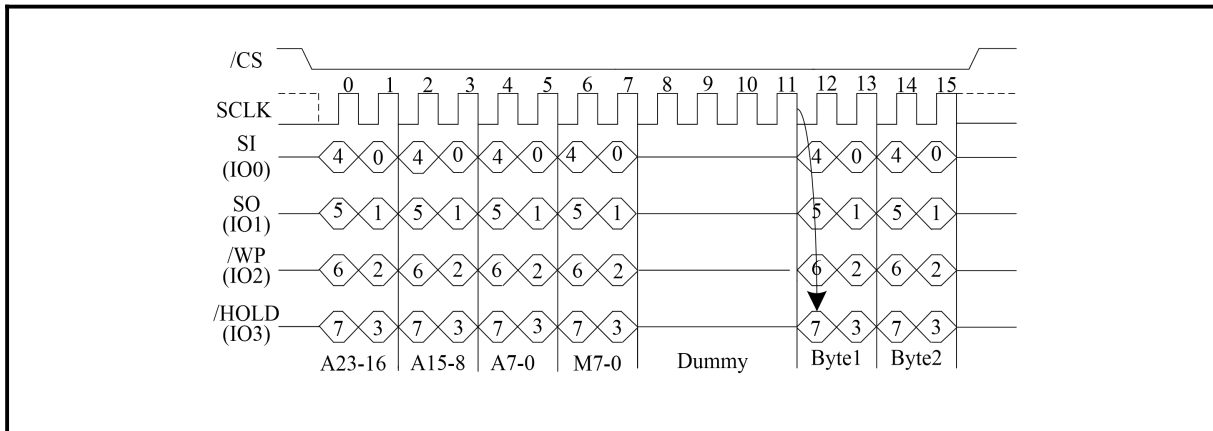 /CS
0 1 2 3 4 5 6 7 8 9 10 11 12 13 14 15
SCLK
SI
(IO0)
4 0 4 0 4 0 4 0 4 0 4 0
SO
(IO1)
5 1 5 1 5 1 5 1 5 1 5 1
/WP
(IO2)
6 2 6 2 6 2 6 2 6 2 6 2
/HOLD
(IO3)
7 3 7 3 7 3 7 3 7 3 7 3
A23-16 A15-8 A7-0 M7-0 Dummy Byte1 Byte2